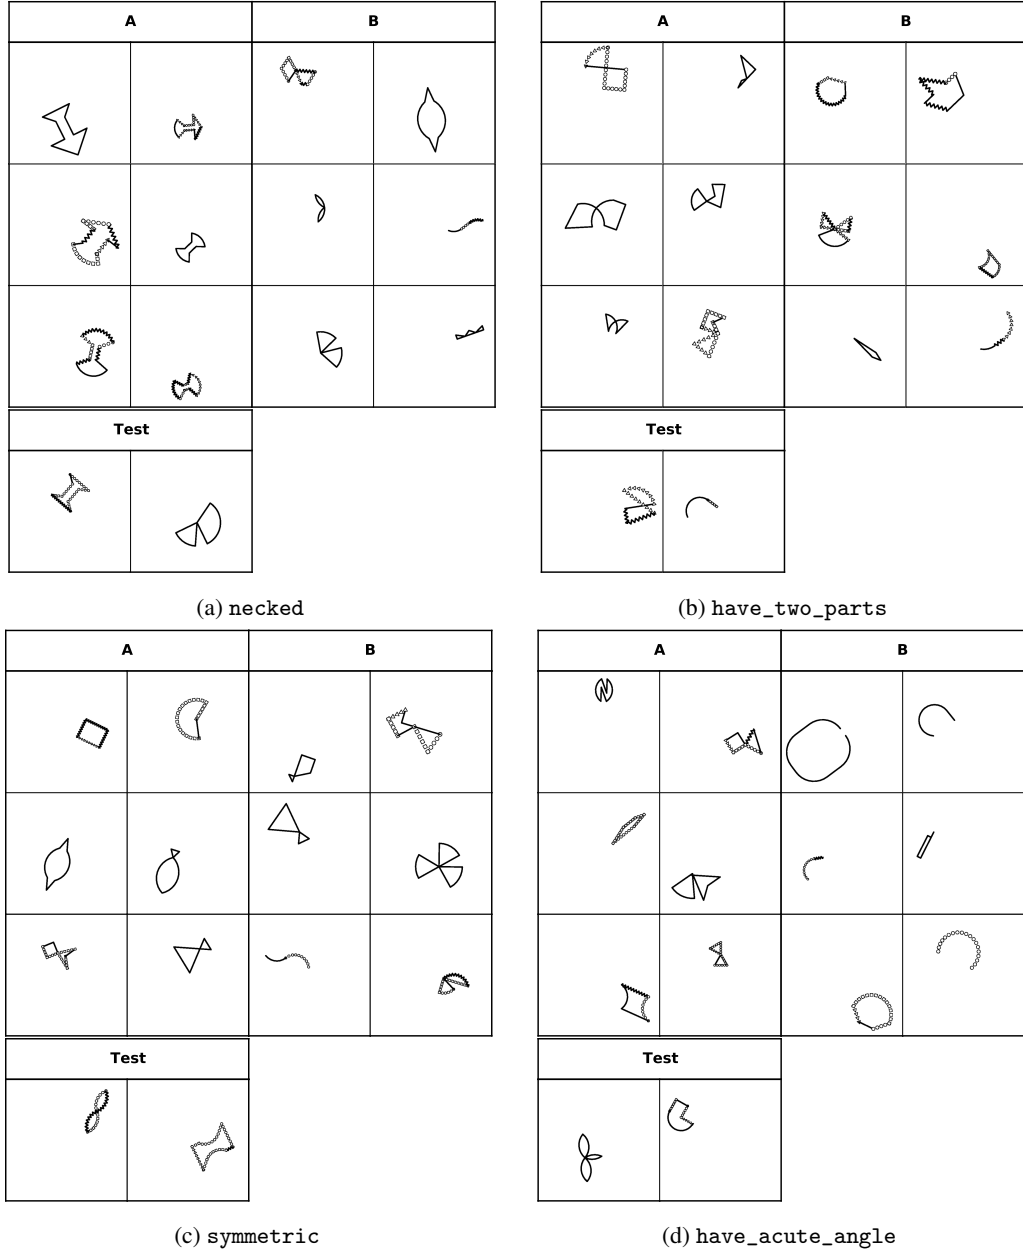 A B A B
Test Test
(a) necked (b) have_two_parts
A B A B
Test Test
(c) symmetric (d) have_acute_angle